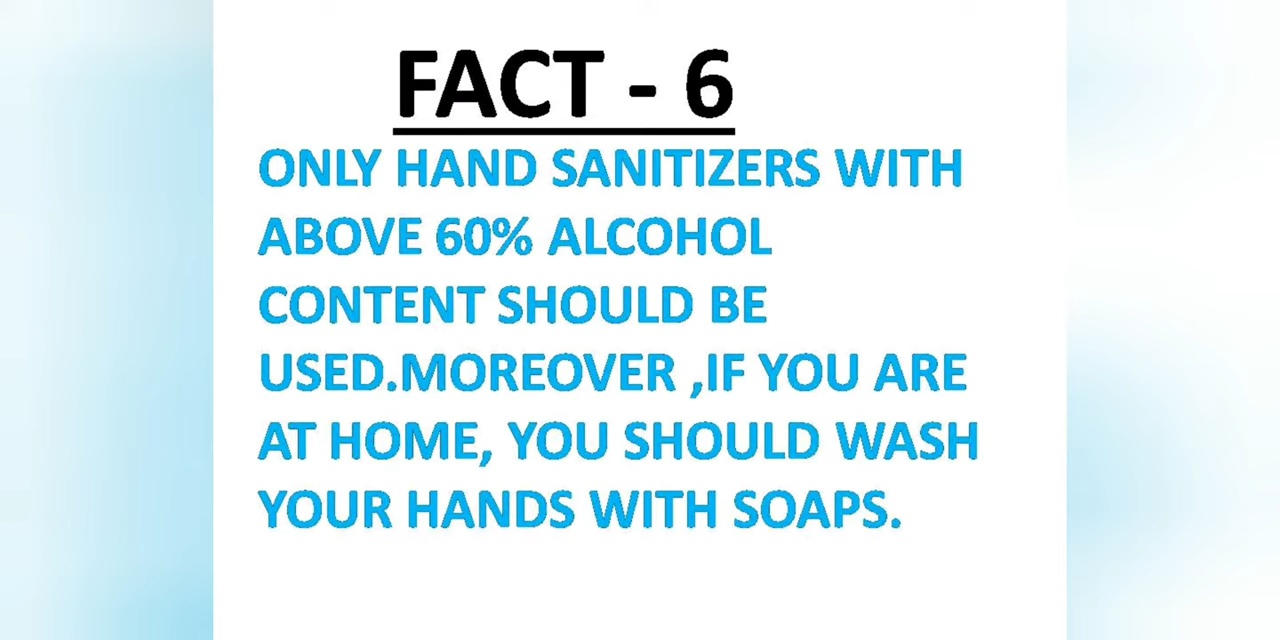 FACT - 6
ONLY HAND SANITIZERS WITH
ABOVE 60% ALCOHOL
CONTENT SHOULD BE
USED.MOREOVER ,IF YOU ARE
AT HOME, YOU SHOULD WASH
YOUR HANDS WITH SOAPS.